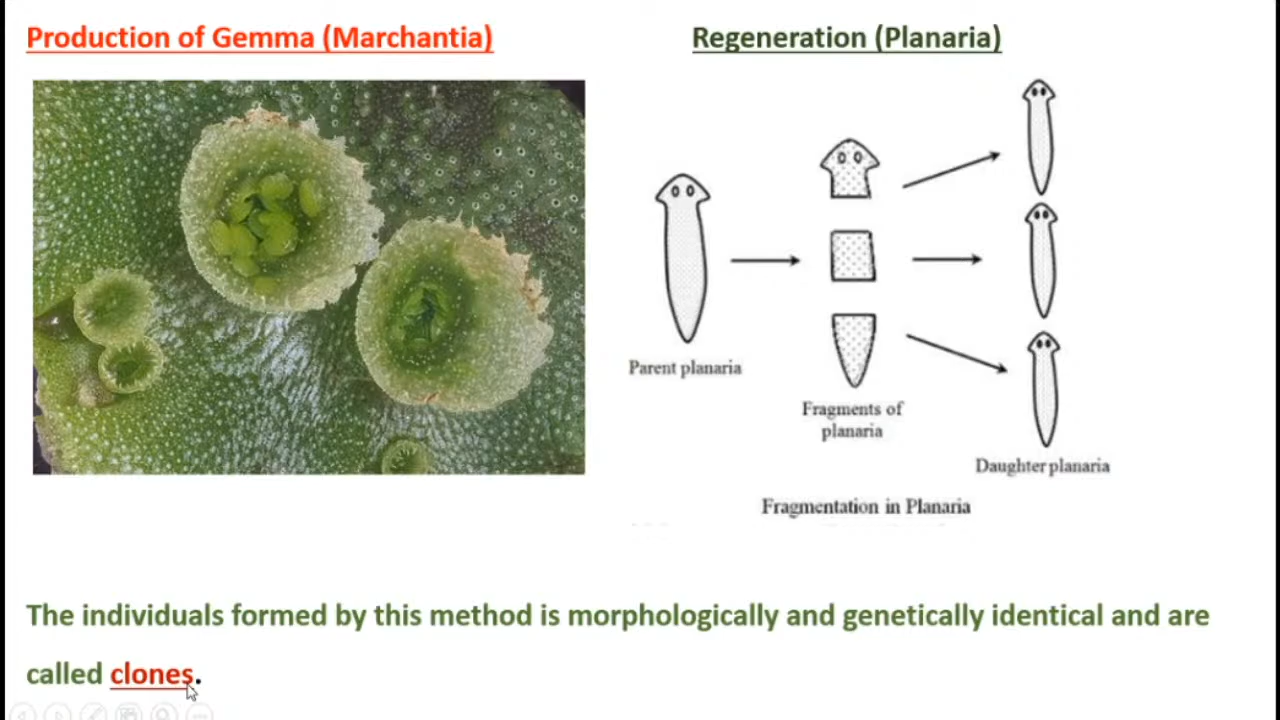 Production of Gemma (Marchantia)
Regeneration (Planaria)
Parent planaria
Fragments of
planaria
Daughter planaria
Fragmentation in Planaria
The individuals formed by this method is morphologically and genetically identical and are
called clones.